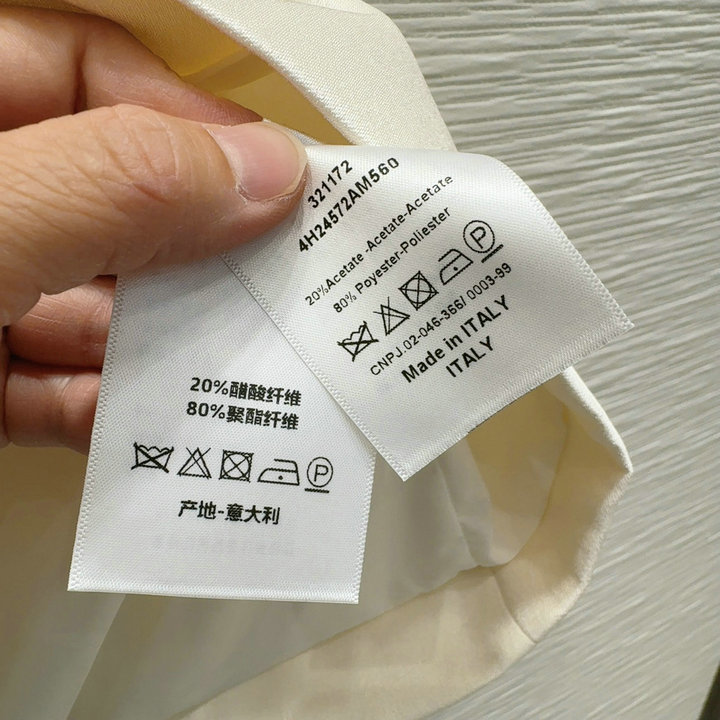 321172
4H24572AM560
20%Acetate -Acetate-Acetate
80% Poyester-Poliester
P
CNPJ.02-046-366/ 0003-99
Made in ITALY
ITALY
20%醋酸纤维
80%聚酯纤维
P
产地-意大利